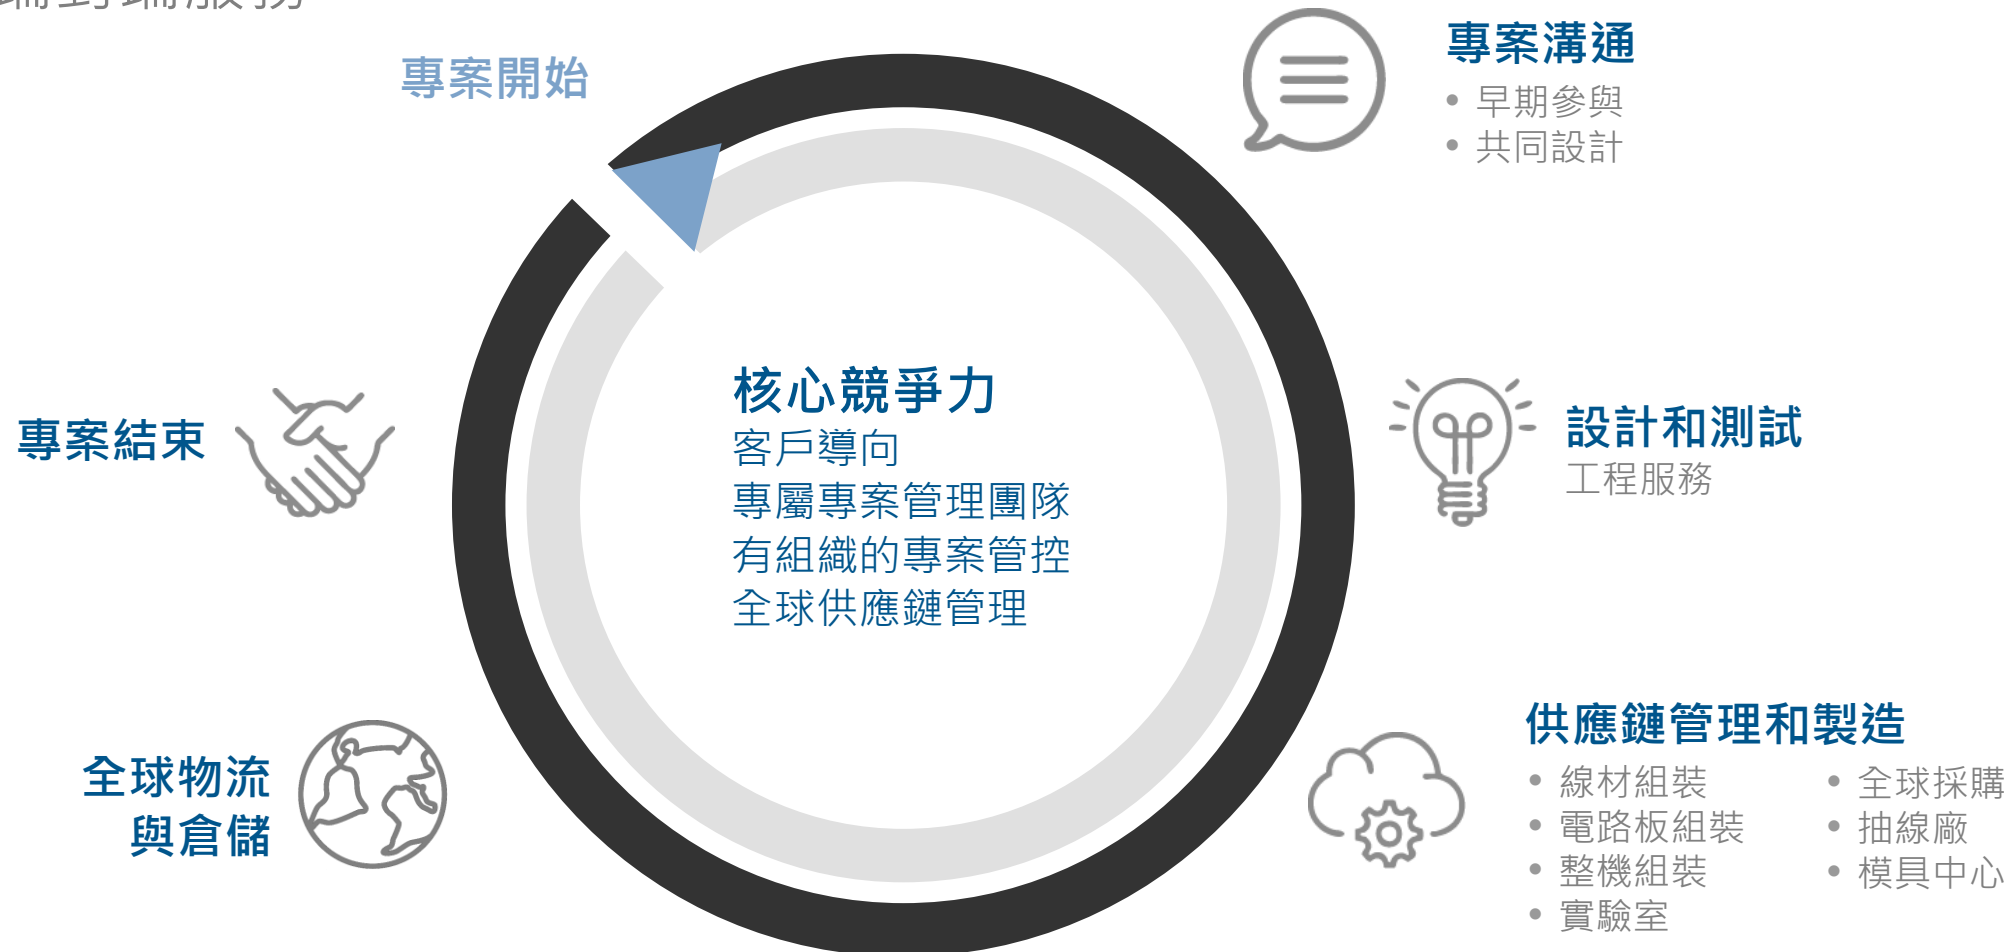 端對端服務
專案開始
專案溝通
• 早期參與
• 共同設計
設計和測試
工程服務
供應鏈管理和製造
• 線材組裝
• 電路板組裝
• 整機組裝
• 實驗室
• 全球採購
• 抽線廠
• 模具中心
全球物流
與倉儲
專案結束
核心競爭力
客戶導向
專屬專案管理團隊
有組織的專案管控
全球供應鏈管理